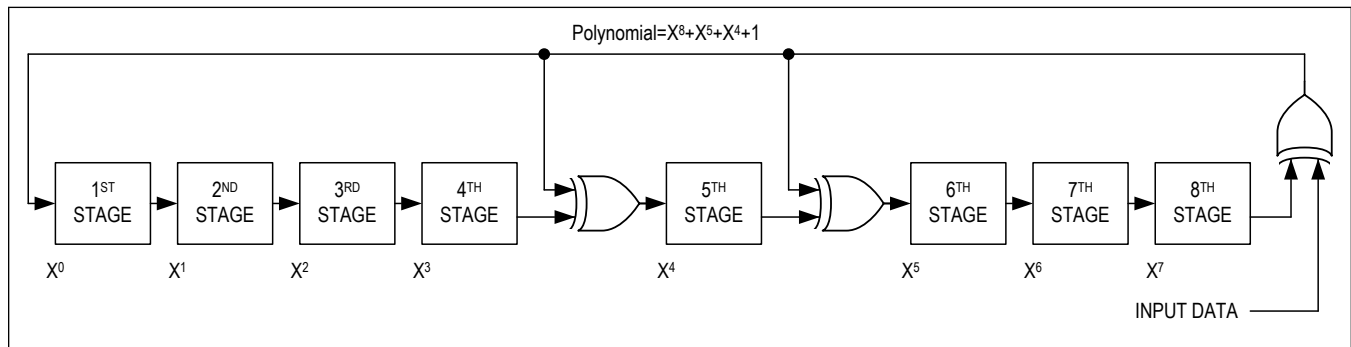 Polynomial=X⁸+X⁵+X⁴+1
1ST STAGE
2ND STAGE
3RD STAGE
4TH STAGE
5TH STAGE
6TH STAGE
7TH STAGE
8TH STAGE
X⁰ X¹ X² X³ X⁴ X⁵ X⁶ X⁷
INPUT DATA